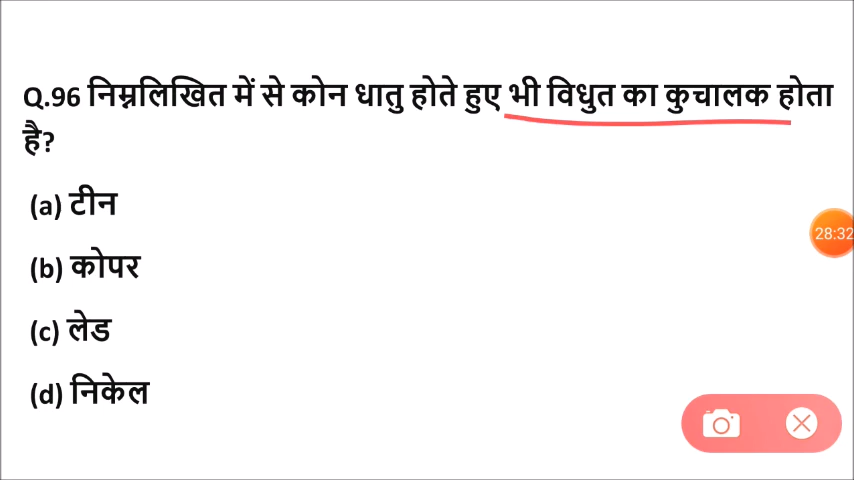 Q.96 निम्नलिखित में से कोन धातु होते हुए भी विधुत का कुचालक होता
है?
(a) टीन
28:32
(b) कोपर
(c) लेड
(d) निकेल